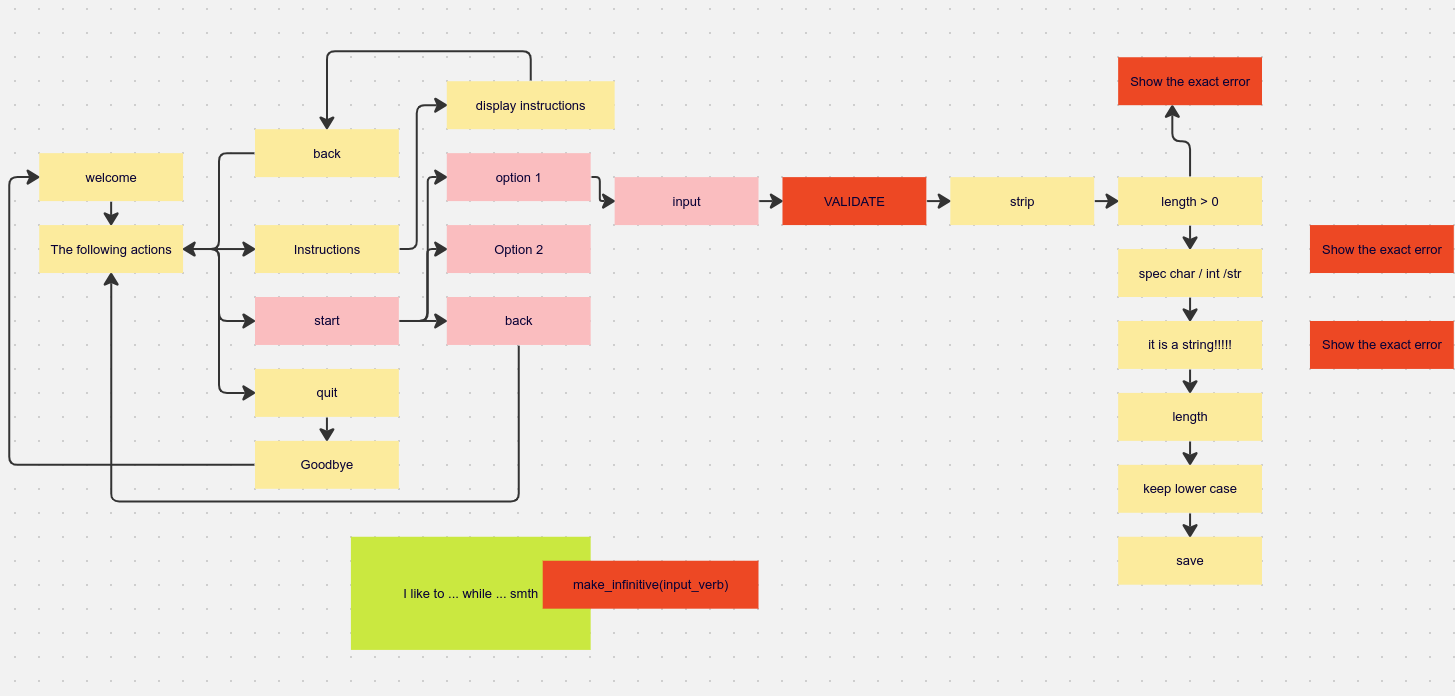 Show the exact error
display instructions
back
welcome
option 1
input
VALIDATE
strip
length > 0
The following actions
Instructions
Option 2
Show the exact error
spec char / int /str
start
back
it is a string!!!!!
Show the exact error
quit
length
Goodbye
keep lower case
save
I like to ... while ... smth
make_infinitive(input_verb)